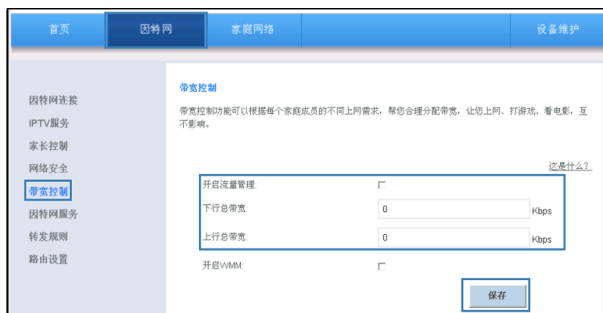 首页 因特网 家庭网络 设备维护
因特网连接
IPTV服务
家长控制
网络安全
带宽控制
因特网服务
转发规则
路由设置
带宽控制
带宽控制功能可以根据每个家庭成员的不同上网需求，帮您合理分配带宽，让您上网、打游戏、看电影，互
不影响。
这是什么？
开启流量管理:
下行总带宽: 0 Kbps
上行总带宽: 0 Kbps
开启WMM:
保存